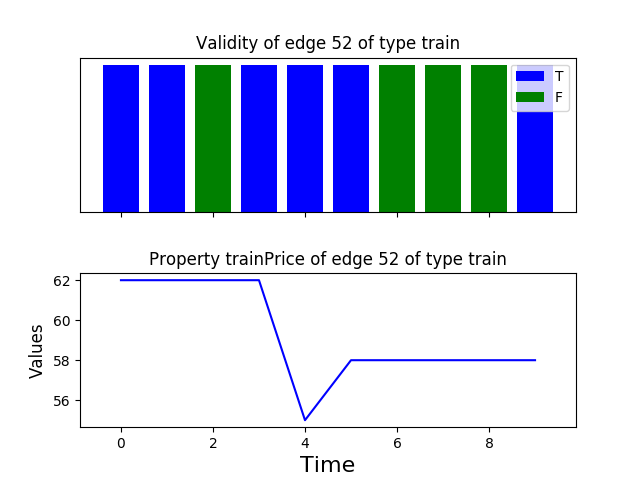 Validity of edge 52 of type train
T
F
Property trainPrice of edge 52 of type train
62
60
58
56
Values
0 2 4 6 8
Time